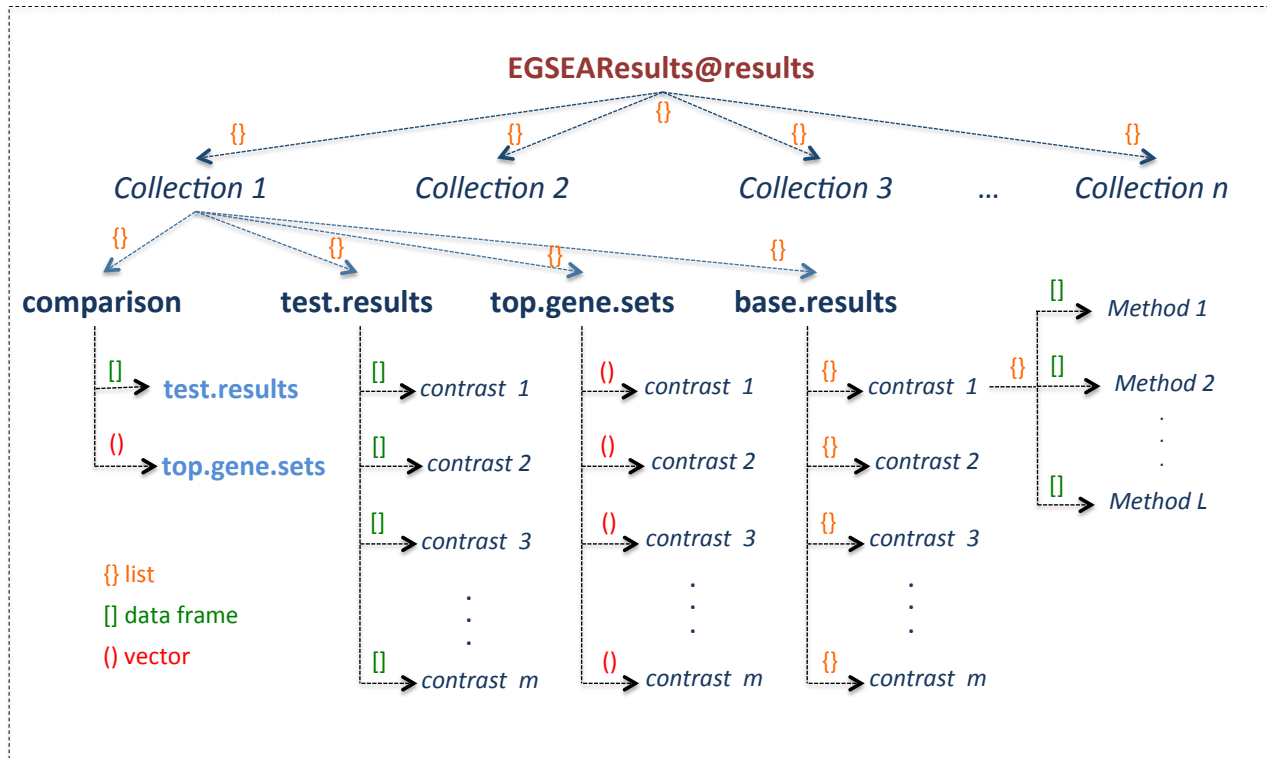 EGSEAResults@results
{} {} {} {} {}
Collection 1 Collection 2 Collection 3 ... Collection n
{} {} {} {}
comparison test.results top.gene.sets base.results
[] Method 1
[] test.results [] contrast 1 () contrast 1 {} contrast 1 {} [] Method 2
() top.gene.sets [] contrast 2 () contrast 2 {} contrast 2
[] Method L
[] contrast 3 () contrast 3 {} contrast 3
{} list
[] data frame
() vector
[] contrast m () contrast m {} contrast m